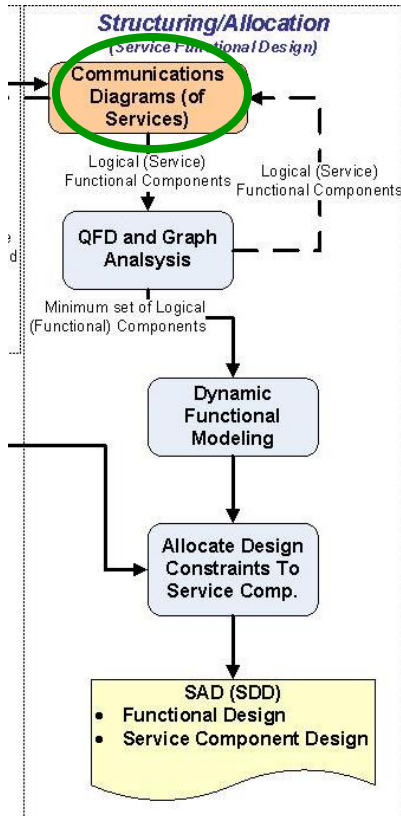 Structuring/Allocation
(Service Functional Design)
Communications
Diagrams (of
Services)
Logical (Service)
Functional Components
Logical (Service)
Functional Components
QFD and Graph
Analsysis
Minimum set of Logical
(Functional) Components
Dynamic
Functional
Modeling
Allocate Design
Constraints To
Service Comp.
SAD (SDD)
• Functional Design
• Service Component Design